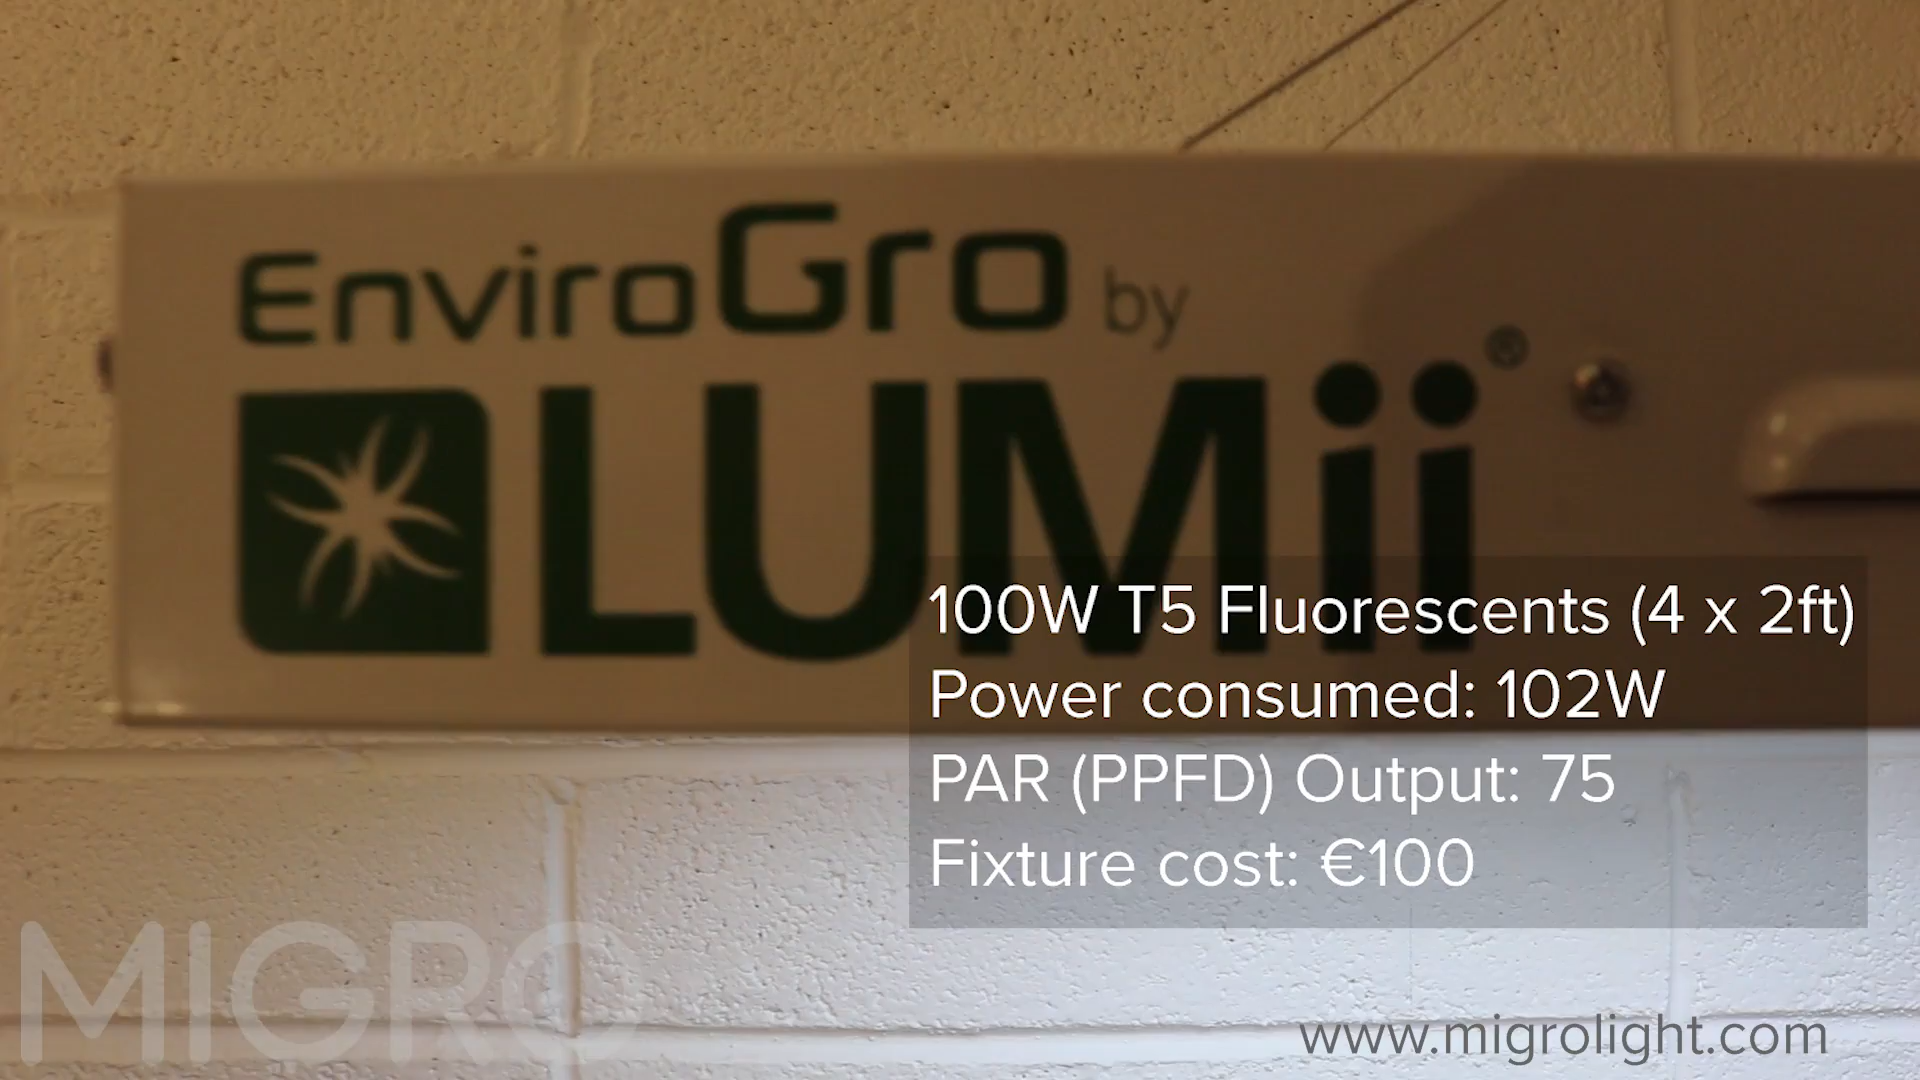 EnviroGro by
LUMii®
100W T5 Fluorescents (4 x 2ft)
Power consumed: 102W
PAR (PPFD) Output: 75
Fixture cost: €100
MIGRO
www.migrolight.com